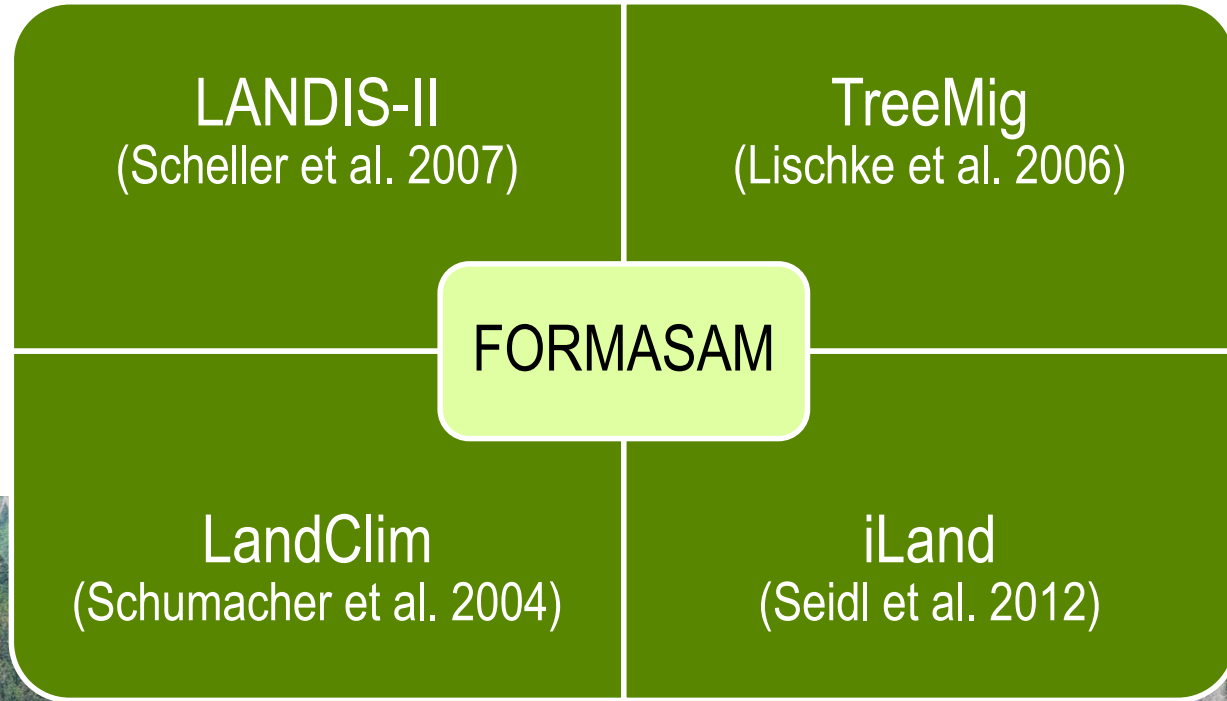 LANDIS-II
(Scheller et al. 2007)
TreeMig
(Lischke et al. 2006)
FORMASAM
LandClim
(Schumacher et al. 2004)
iLand
(Seidl et al. 2012)